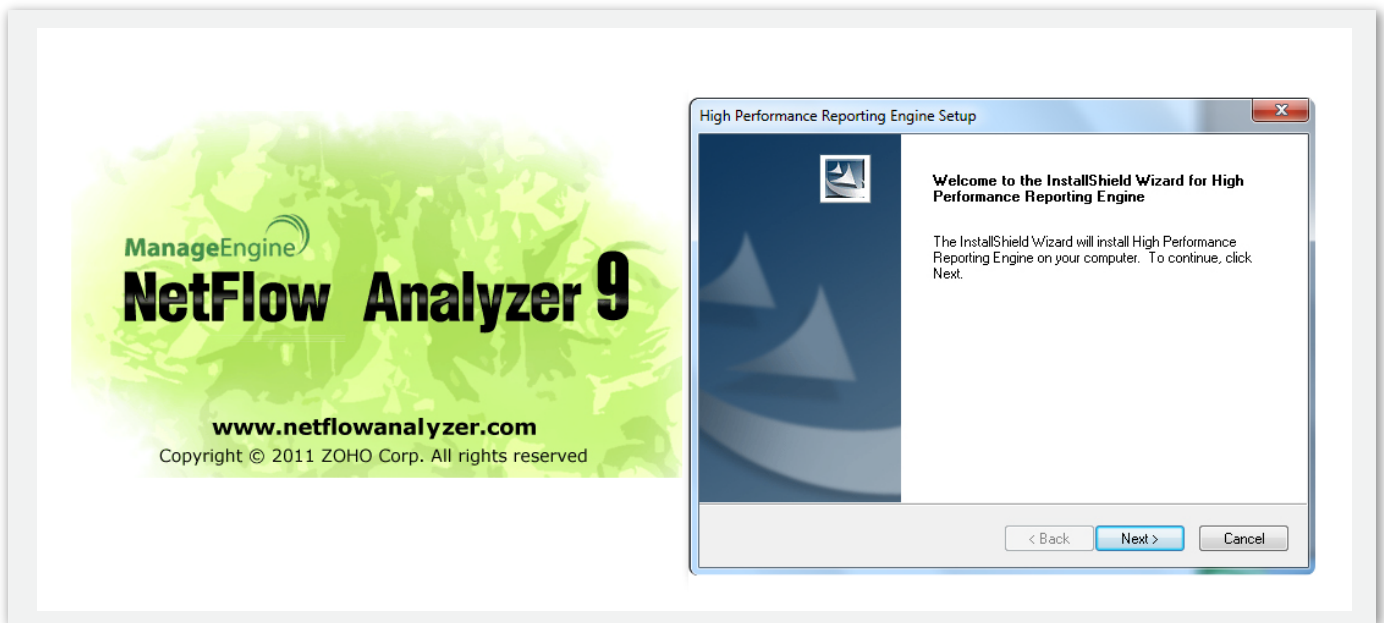 ManageEngine
NetFlow Analyzer 9
www.netflowanalyzer.com
Copyright © 2011 ZOHO Corp. All rights reserved
High Performance Reporting Engine Setup
Welcome to the InstallShield Wizard for High
Performance Reporting Engine
The InstallShield Wizard will install High Performance
Reporting Engine on your computer. To continue, click
Next.
< Back
Next >
Cancel